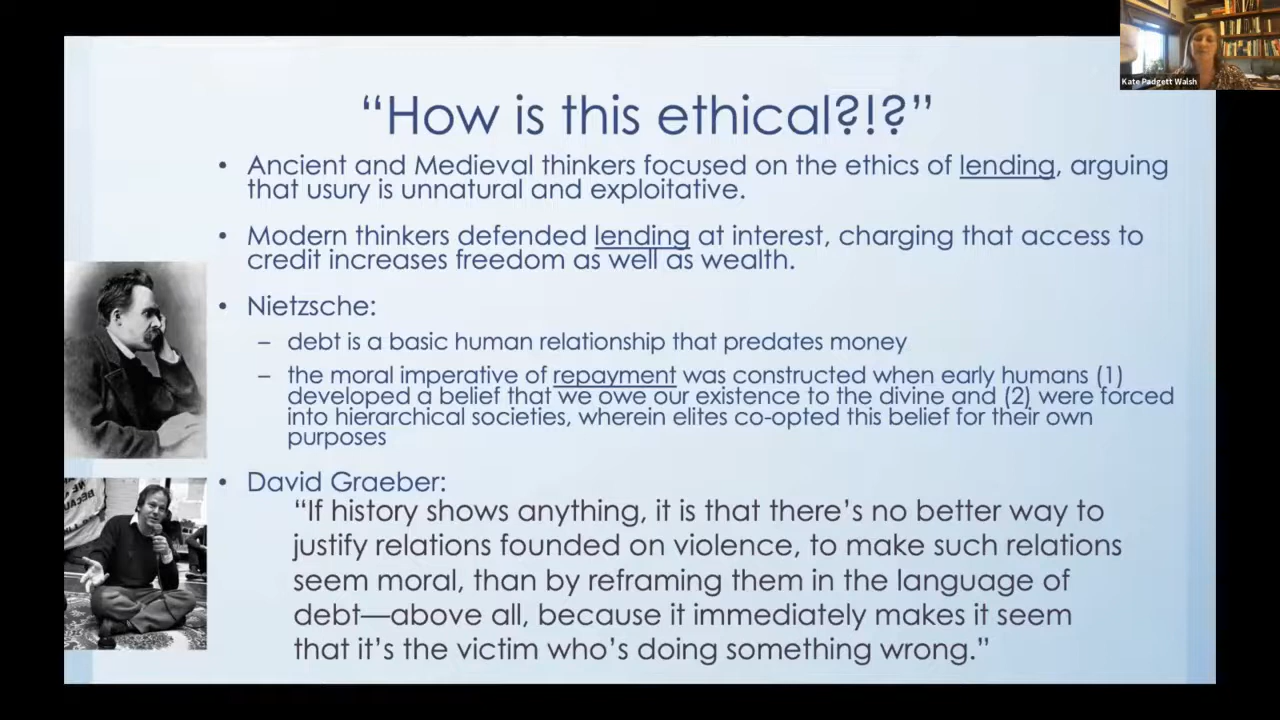 Kate Padgett Walsh
“How is this ethical?!?”
• Ancient and Medieval thinkers focused on the ethics of lending, arguing
that usury is unnatural and exploitative.
• Modern thinkers defended lending at interest, charging that access to
credit increases freedom as well as wealth.
• Nietzsche:
– debt is a basic human relationship that predates money
– the moral imperative of repayment was constructed when early humans (1)
developed a belief that we owe our existence to the divine and (2) were forced
into hierarchical societies, wherein elites co-opted this belief for their own
purposes
• David Graeber:
“If history shows anything, it is that there’s no better way to
justify relations founded on violence, to make such relations
seem moral, than by reframing them in the language of
debt—above all, because it immediately makes it seem
that it’s the victim who’s doing something wrong.”